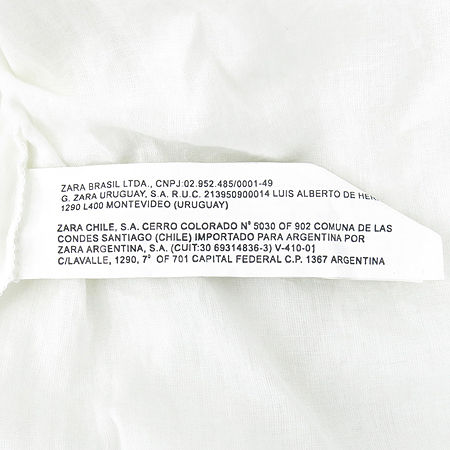 ZARA BRASIL LTDA., CNPJ:02.952.485/0001-49
G. ZARA URUGUAY, S.A. R.U.C. 213950900014 LUIS ALBERTO DE
1290 L400 MONTEVIDEO (URUGUAY)
ZARA CHILE, S.A. CERRO COLORADO Nº 5030 OF 902 COMUNA DE LAS
CONDES SANTIAGO (CHILE) IMPORTADO PARA ARGENTINA POR
ZARA ARGENTINA, S.A. (CUIT:30 69314836-3) V-410-01
C/LAVALLE, 1290, 7º OF 701 CAPITAL FEDERAL C.P. 1367 ARGENTINA